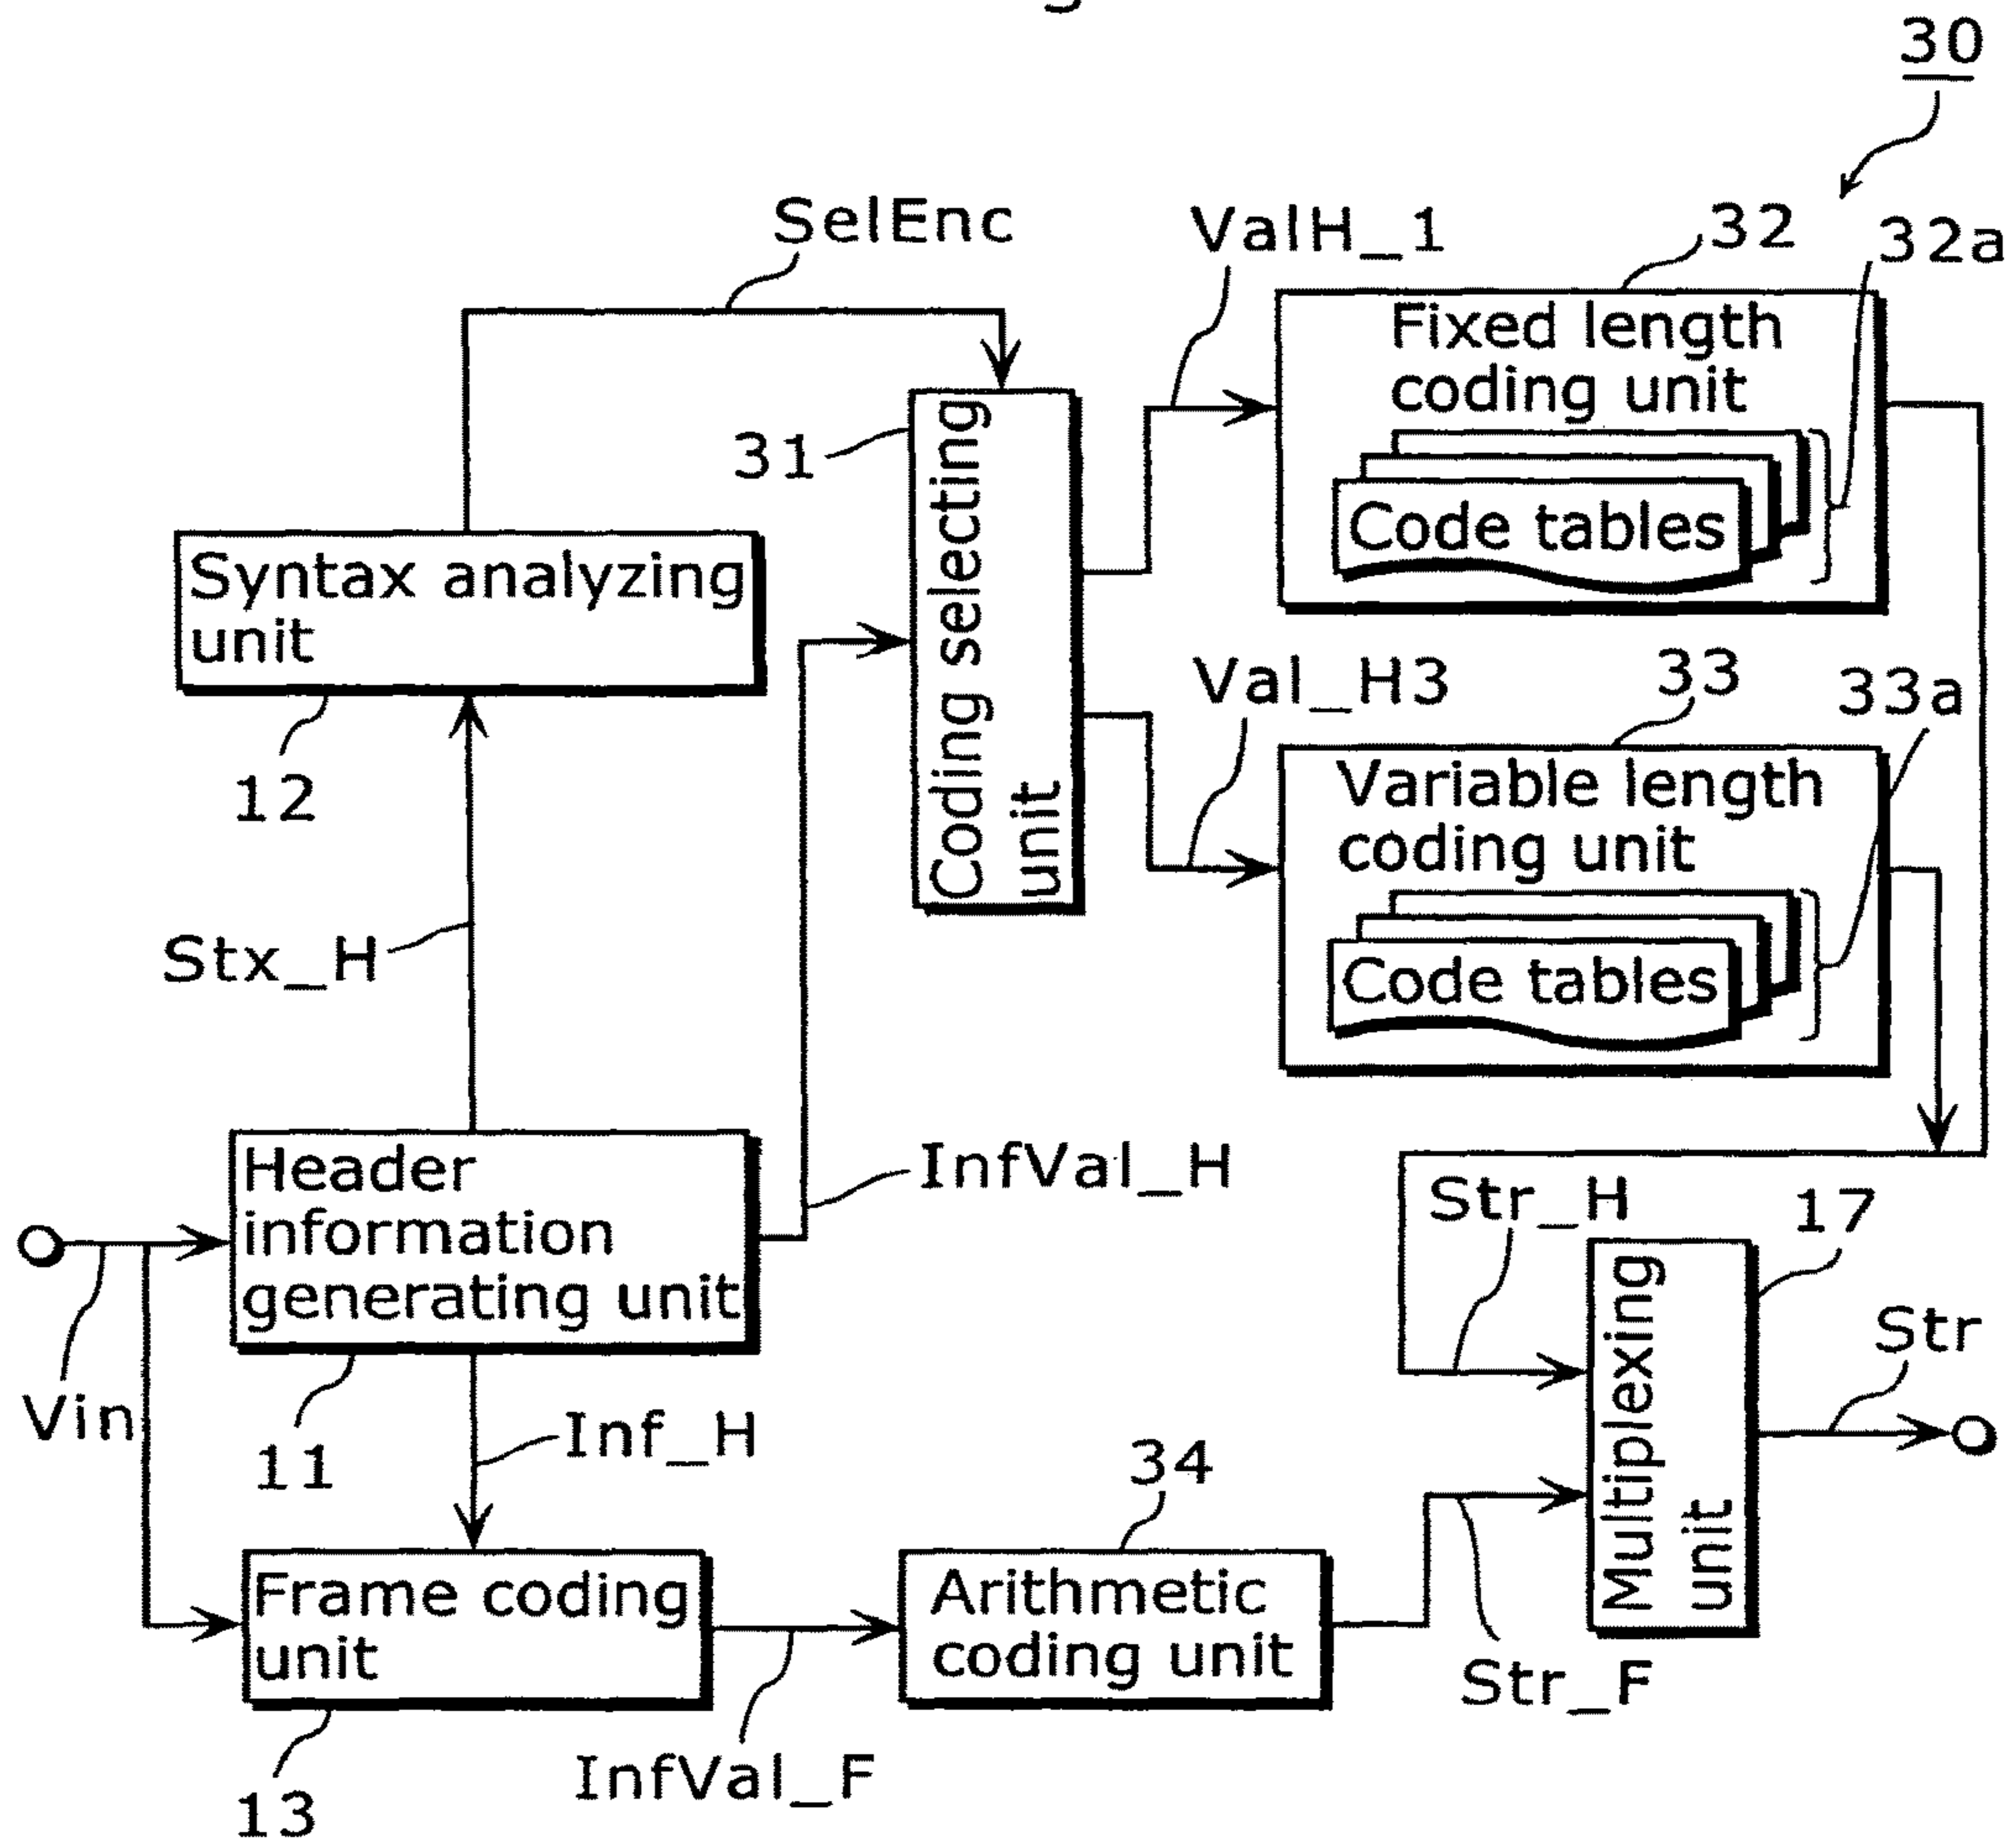 30
SelEnc
ValH_1
32
32a
Fixed length
coding unit
Code tables
31
Coding selecting
unit
Syntax analyzing
unit
12
Val_H3
33
33a
Variable length
coding unit
Code tables
Stx_H
Header
information
generating unit
InfVal_H
Str_H
17
Multiplexing
unit
Str
Vin
11
Inf_H
34
Frame coding
unit
Arithmetic
coding unit
Str_F
InfVal_F
13